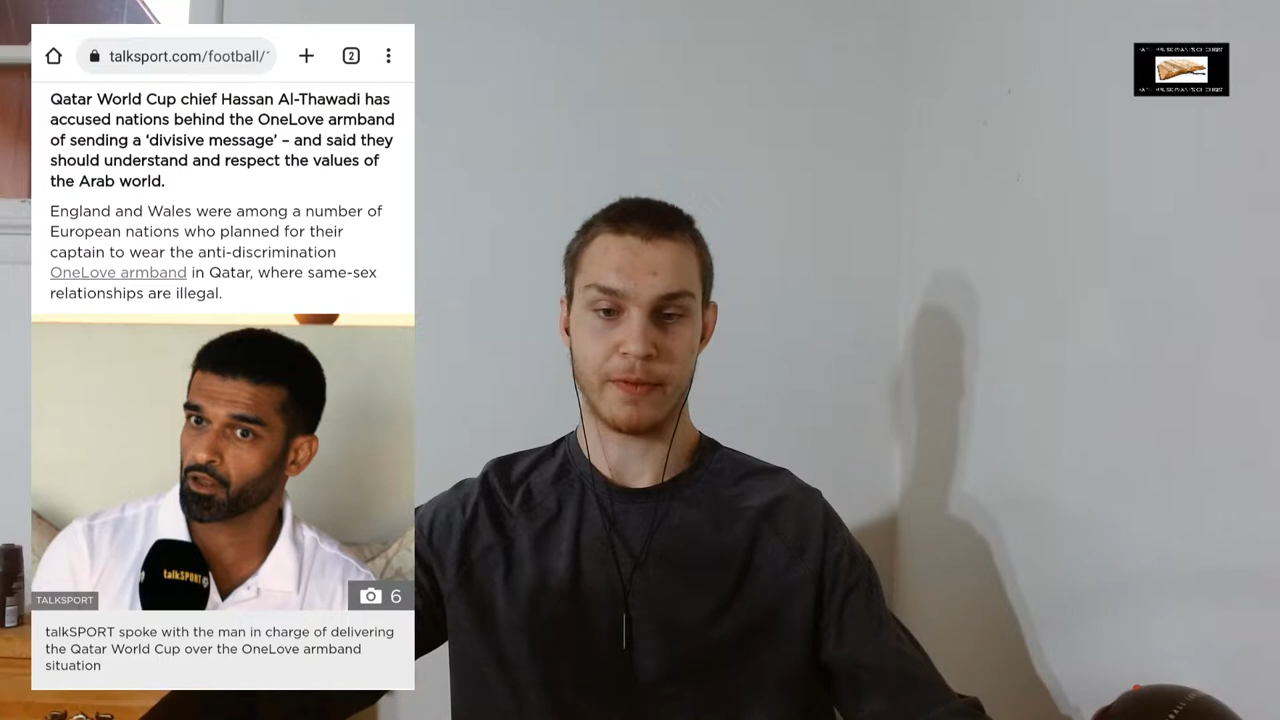 talksport.com/football/
2
Qatar World Cup chief Hassan Al-Thawadi has
accused nations behind the OneLove armband
of sending a ‘divisive message’ – and said they
should understand and respect the values of
the Arab world.
England and Wales were among a number of
European nations who planned for their
captain to wear the anti-discrimination
OneLove armband in Qatar, where same-sex
relationships are illegal.
talkSPORT
TALKSPORT
6
talkSPORT spoke with the man in charge of delivering
the Qatar World Cup over the OneLove armband
situation